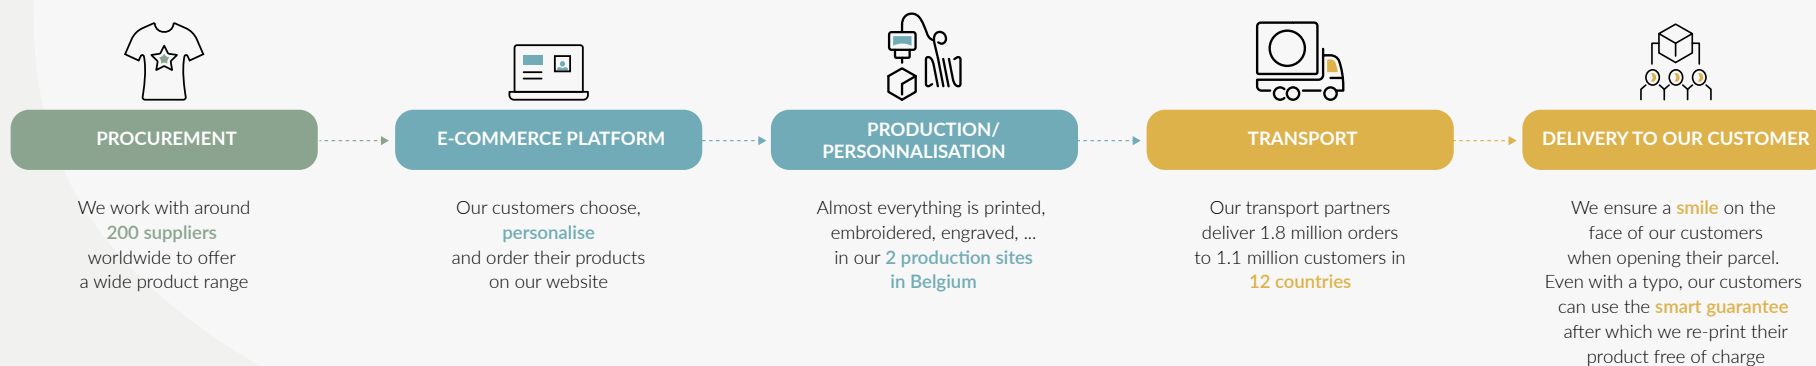 PROCUREMENT
We work with around
200 suppliers
worldwide to offer
a wide product range
E-COMMERCE PLATFORM
Our customers choose,
personalise
and order their products
on our website
PRODUCTION/
PERSONNALISATION
Almost everything is printed,
embroidered, engraved, ...
in our 2 production sites
in Belgium
TRANSPORT
Our transport partners
deliver 1.8 million orders
to 1.1 million customers in
12 countries
DELIVERY TO OUR CUSTOMER
We ensure a smile on the
face of our customers
when opening their parcel.
Even with a typo, our customers
can use the smart guarantee
after which we re-print their
product free of charge